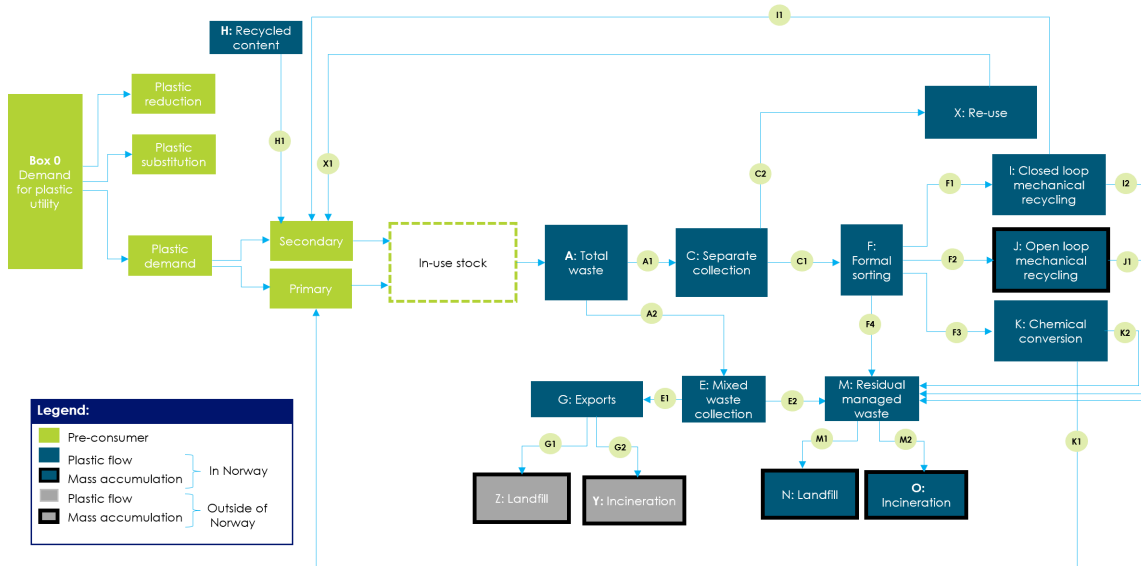 I1
H: Recycled
content
Plastic
reduction
X: Re-use
Box 0
Demand
for plastic
utility
H1
Plastic
substitution
X1
C2
I: Closed loop
mechanical
recycling
F1
I2
Plastic
demand
Secondary
Primary
In-use stock
A: Total
waste
A1
C: Separate
collection
C1
F:
Formal
sorting
F2
J: Open loop
mechanical
recycling
J1
A2
F4
F3
K: Chemical
conversion
K2
G: Exports
E1
E: Mixed
waste
collection
E2
M: Residual
managed
waste
G1
G2
M1
M2
K1
Z: Landfill
Y: Incineration
N: Landfill
O:
Incineration
Legend:
Pre-consumer
Plastic flow
Mass accumulation
In Norway
Plastic flow
Mass accumulation
Outside of
Norway